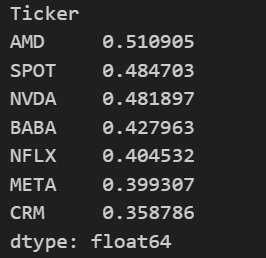 Ticker
AMD     0.510905
SPOT    0.484703
NVDA    0.481897
BABA    0.427963
NFLX    0.404532
META    0.399307
CRM     0.358786
dtype: float64